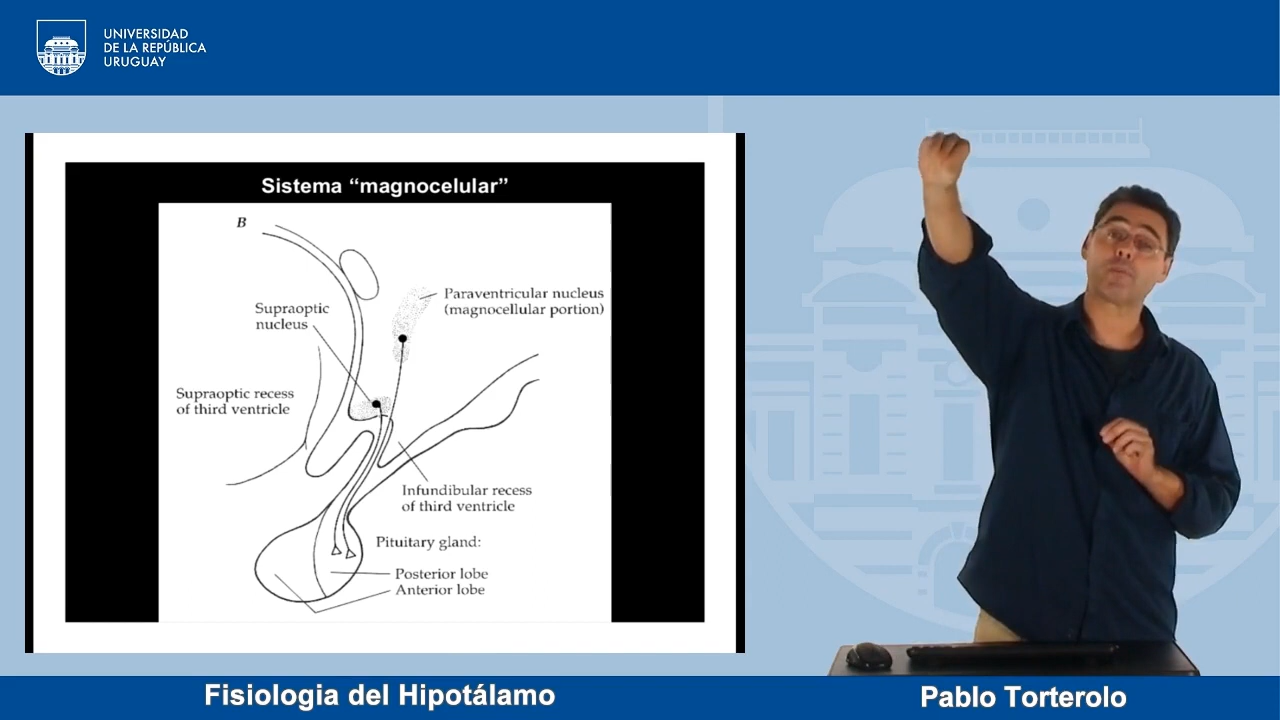 UNIVERSIDAD
DE LA REPÚBLICA
URUGUAY
Sistema “magnocelular”
B
Supraoptic
nucleus
Paraventricular nucleus
(magnocellular portion)
Supraoptic recess
of third ventricle
Infundibular recess
of third ventricle
Pituitary gland:
Posterior lobe
Anterior lobe
Fisiologia del Hipotálamo
Pablo Torterolo